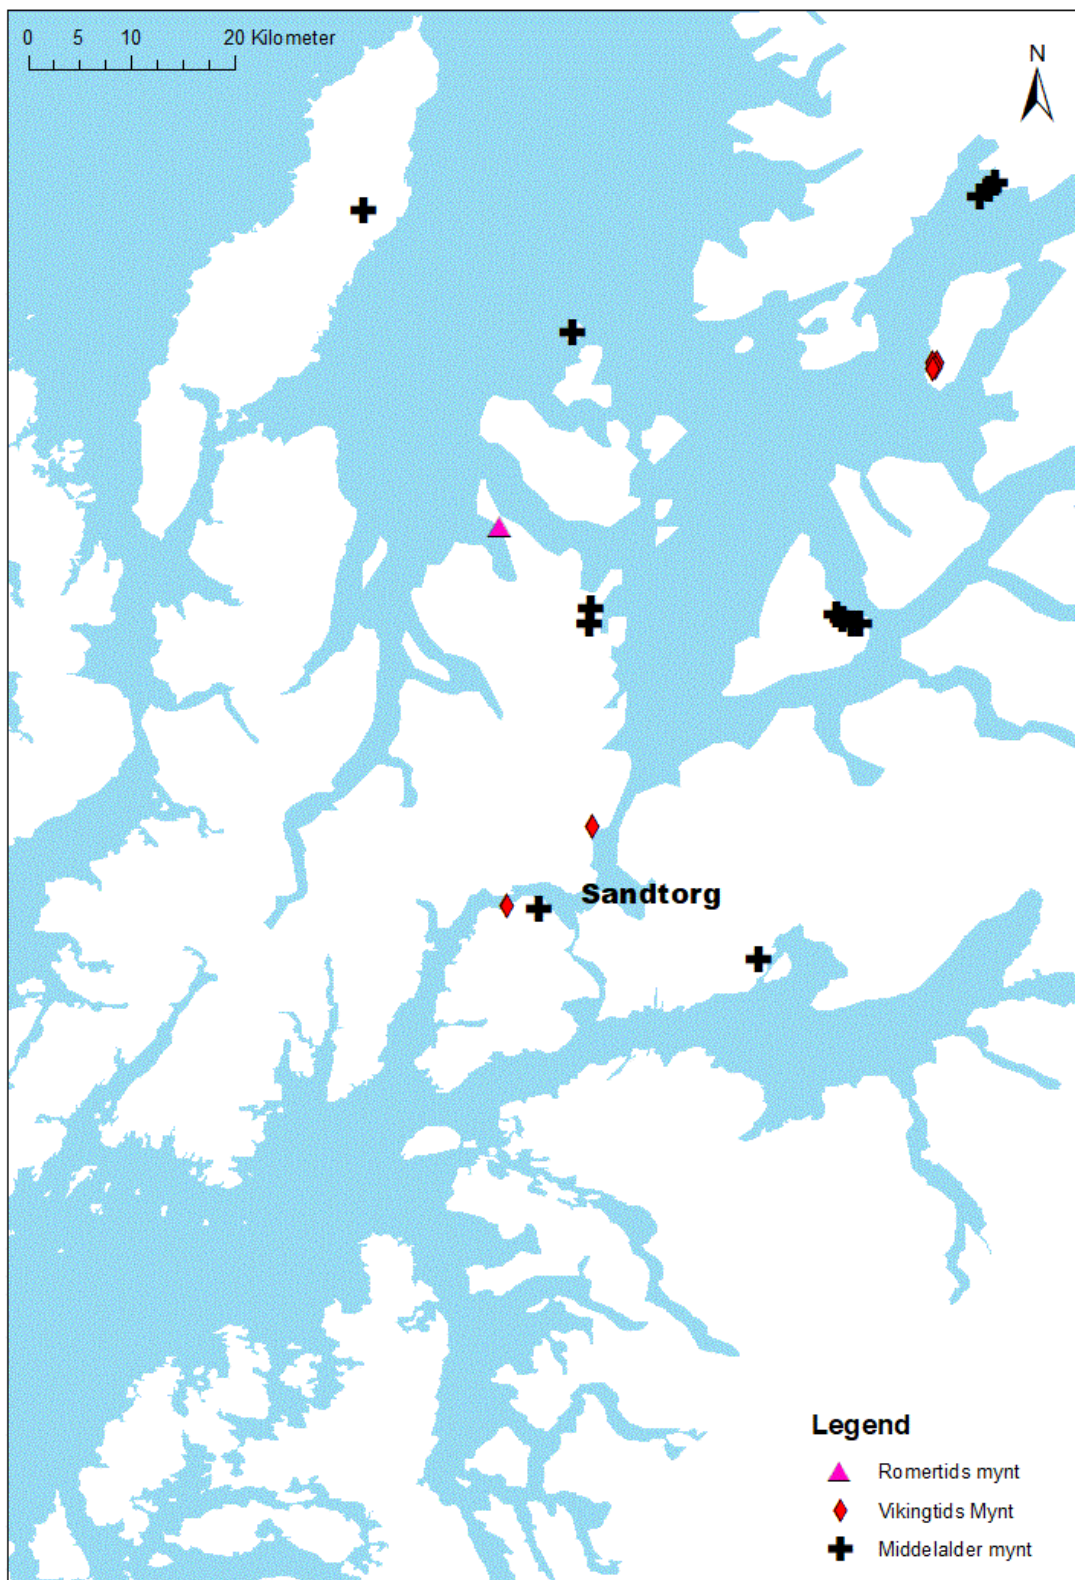 0 5 10 20 Kilometer
N
Sandtorg
Legend
Romertids mynt
Vikingtids Mynt
Middelalder mynt